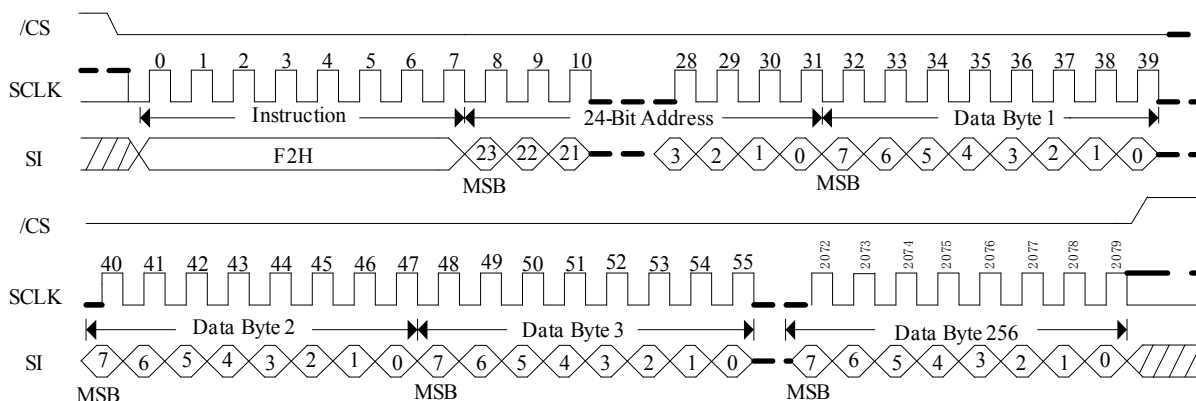 /CS
0 1 2 3 4 5 6 7 8 9 10 28 29 30 31 32 33 34 35 36 37 38 39
SCLK
Instruction 24-Bit Address Data Byte 1
SI F2H 23 22 21 3 2 1 0 7 6 5 4 3 2 1 0
MSB MSB
/CS
40 41 42 43 44 45 46 47 48 49 50 51 52 53 54 55 2072 2073 2074 2075 2076 2077 2078 2079
SCLK
Data Byte 2 Data Byte 3 Data Byte 256
SI 7 6 5 4 3 2 1 0 7 6 5 4 3 2 1 0 7 6 5 4 3 2 1 0
MSB MSB MSB